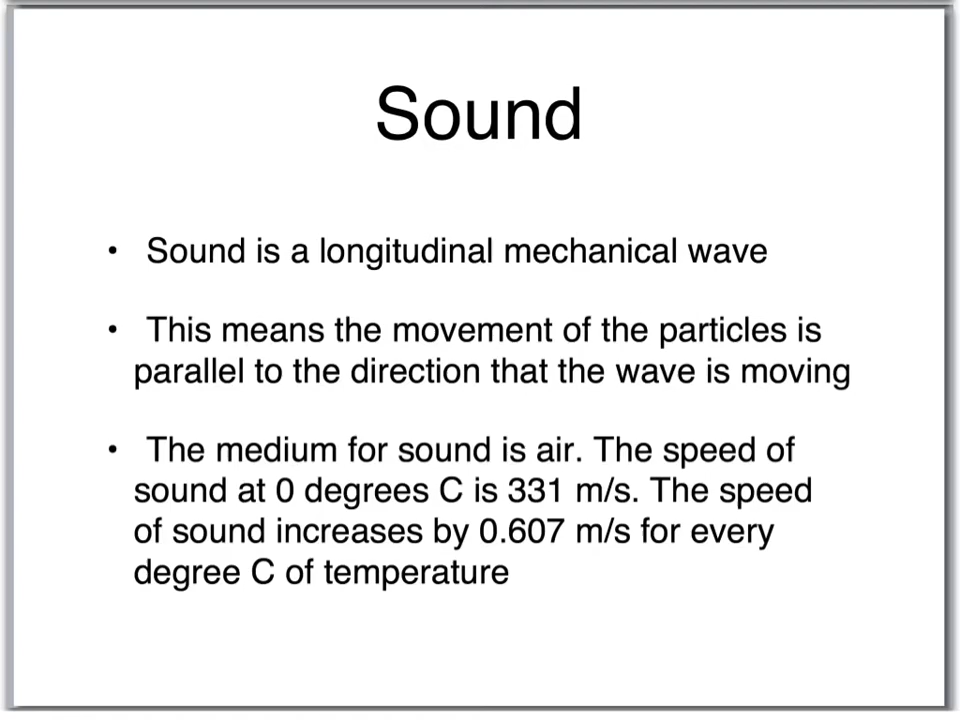 Sound
• Sound is a longitudinal mechanical wave
• This means the movement of the particles is
parallel to the direction that the wave is moving
• The medium for sound is air. The speed of
sound at 0 degrees C is 331 m/s. The speed
of sound increases by 0.607 m/s for every
degree C of temperature